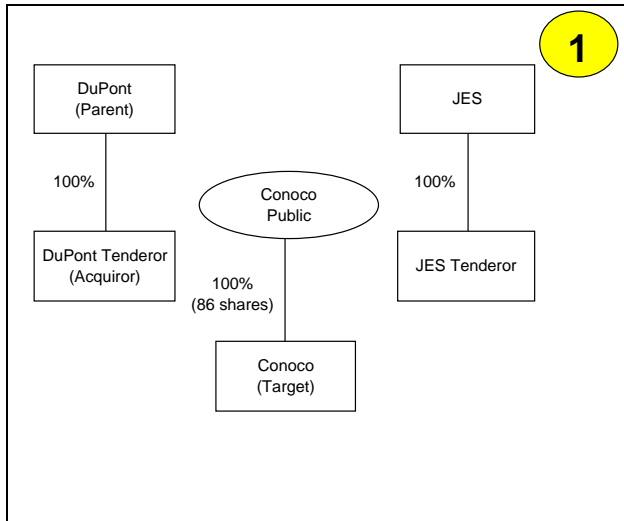 1
DuPont
(Parent)
JES
100%
100%
Conoco
Public
DuPont Tenderor
(Acquiror)
JES Tenderor
100%
(86 shares)
Conoco
(Target)